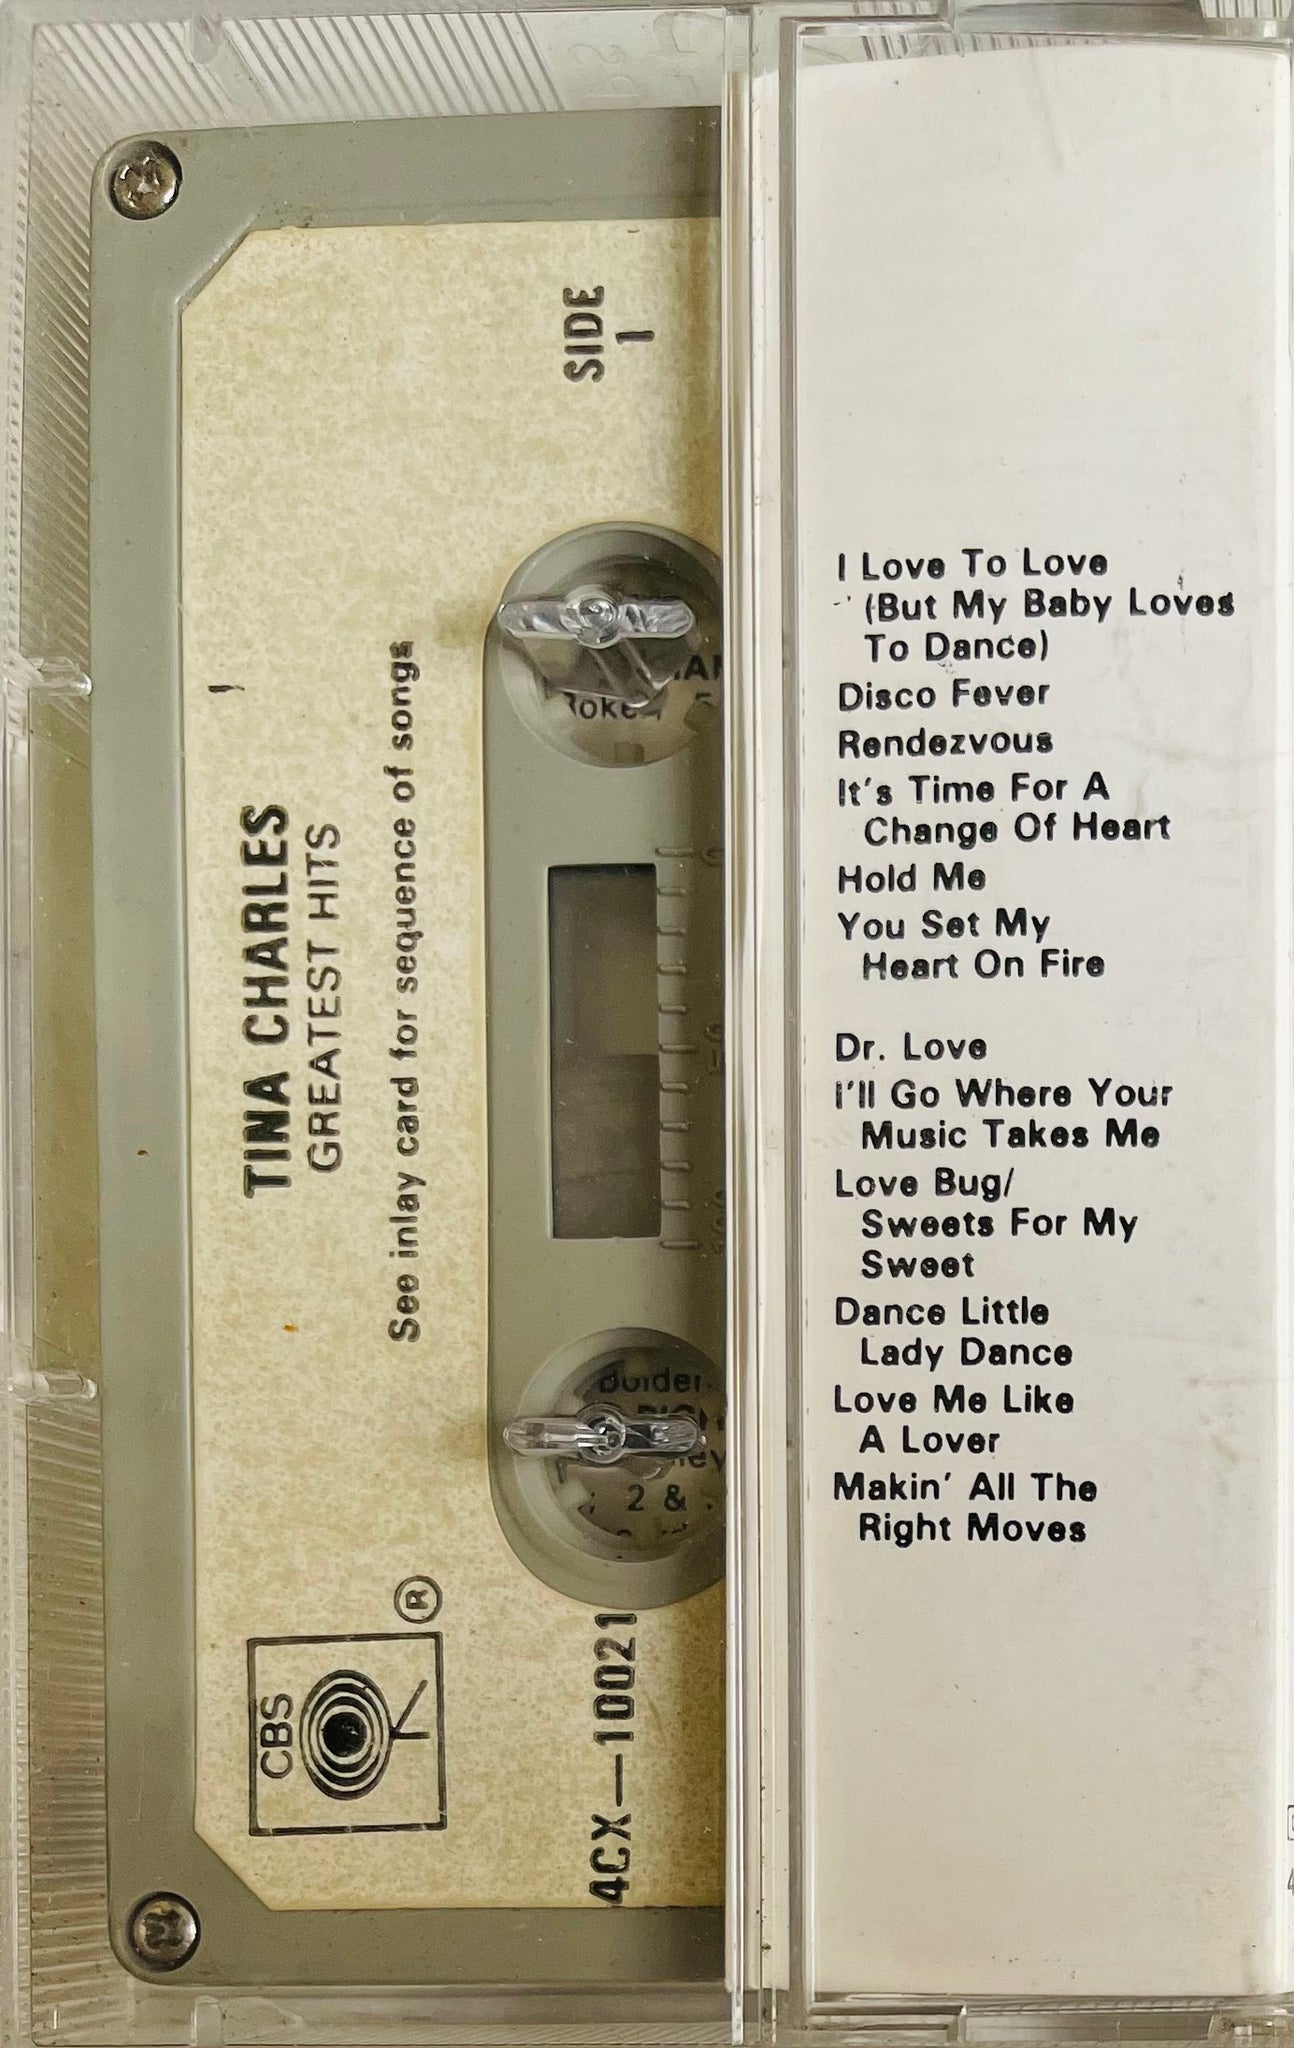 TINA CHARLES
GREATEST HITS
See inlay card for sequence of songs
SIDE
1
CBS
®
4CX—10021
2 &
I Love To Love
(But My Baby Loves
To Dance)
Disco Fever
Rendezvous
It's Time For A
Change Of Heart
Hold Me
You Set My
Heart On Fire
Dr. Love
I'll Go Where Your
Music Takes Me
Love Bug/
Sweets For My
Sweet
Dance Little
Lady Dance
Love Me Like
A Lover
Makin' All The
Right Moves